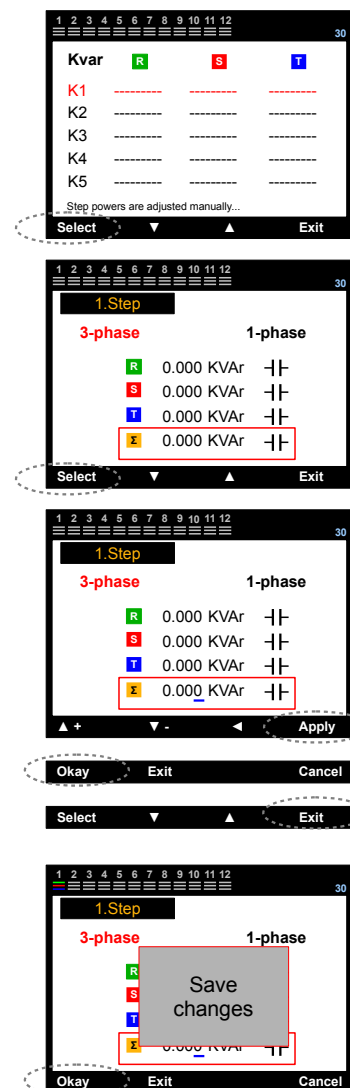 1 2 3 4 5 6 7 8 9 10 11 12
30
Kvar R S T
K1 --------- --------- ---------
K2 --------- --------- ---------
K3 --------- --------- ---------
K4 --------- --------- ---------
K5 --------- --------- ---------
Step powers are adjusted manually...
Select ▼ ▲ Exit
1 2 3 4 5 6 7 8 9 10 11 12
30
1.Step
3-phase 1-phase
R 0.000 KVAr
S 0.000 KVAr
T 0.000 KVAr
Σ 0.000 KVAr
Select ▼ ▲ Exit
1 2 3 4 5 6 7 8 9 10 11 12
30
1.Step
3-phase 1-phase
R 0.000 KVAr
S 0.000 KVAr
T 0.000 KVAr
Σ 0.000 KVAr
▲ + ▼ - ◄ Apply
Okay Exit Cancel
Select ▼ ▲ Exit
1 2 3 4 5 6 7 8 9 10 11 12
30
1.Step
3-phase 1-phase
R
S
T
Save
changes
Σ 0.000 KVAr
Okay Exit Cancel